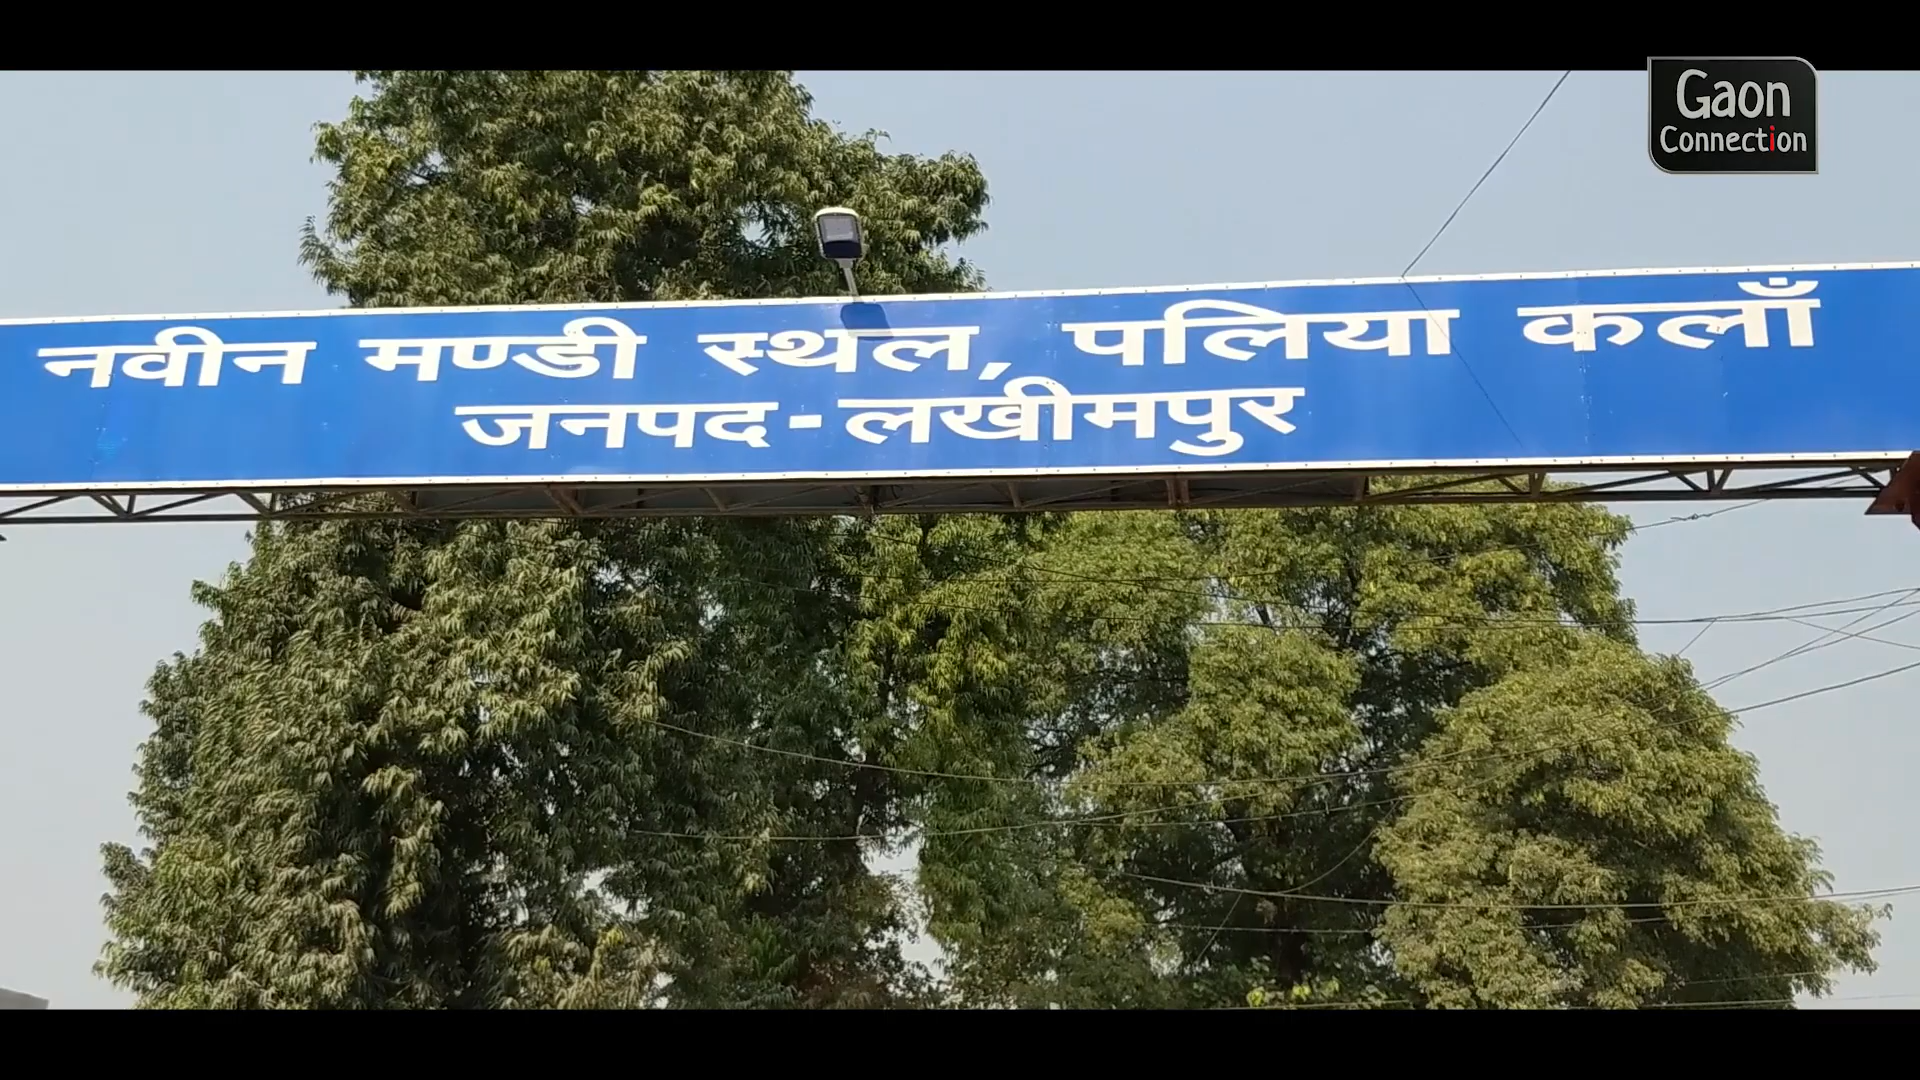 Gaon
Connection
नवीन मण्डी स्थल, पलिया कलाँ
जनपद-लखीमपुर